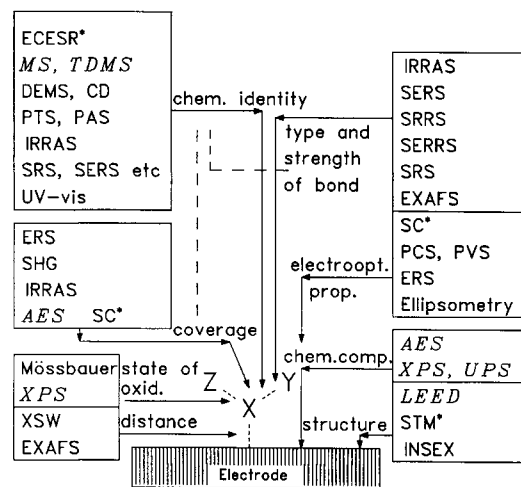 ECESR*
MS, TDMS
DEMS, CD
PTS, PAS
IRRAS
SRS, SERS etc
UV-vis
chem. identity
IRRAS
SERS
SRRS
SERRS
SRS
EXAFS
type and
strength
of bond
SC*
PCS, PVS
ERS
Ellipsometry
electroopt.
prop.
ERS
SHG
IRRAS
AES SC*
coverage
Mössbauer
XPS
state of
oxid.
XSW
EXAFS
distance
Z
Y
X
AES
XPS, UPS
chem.comp.
LEED
STM*
INSEX
structure
Electrode